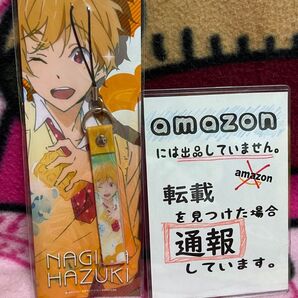 NAGISA
HAZUKI
amazon
には出品していません。
amazon
転載
を見つけた場合
通報
しています。